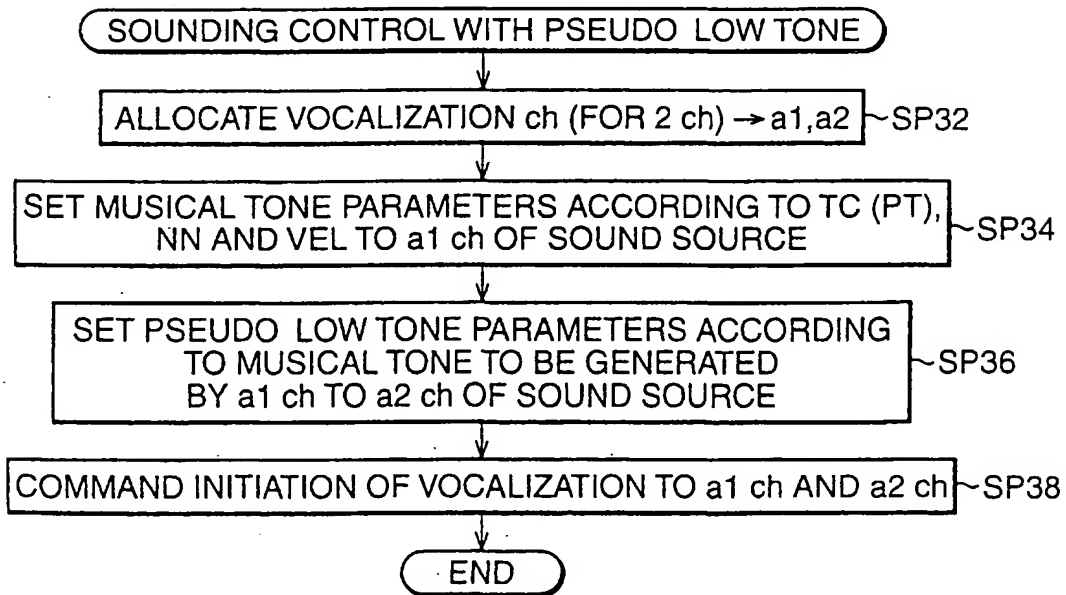 SOUNDING CONTROL WITH PSEUDO LOW TONE
ALLOCATE VOCALIZATION ch (FOR 2 ch) → a1,a2
SP32
SET MUSICAL TONE PARAMETERS ACCORDING TO TC (PT),
NN AND VEL TO a1 ch OF SOUND SOURCE
SP34
SET PSEUDO LOW TONE PARAMETERS ACCORDING
TO MUSICAL TONE TO BE GENERATED
BY a1 ch TO a2 ch OF SOUND SOURCE
SP36
COMMAND INITIATION OF VOCALIZATION TO a1 ch AND a2 ch
SP38
END